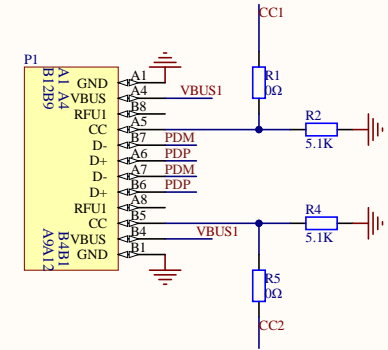 CC1
P1
A1 A4
B12B9
GND A1
VBUS A4 VBUS1
RFU1 B8
CC A5
D- B7 PDM
D+ A6 PDP
D- A7 PDM
D+ B6 PDP
RFU1 A8
CC B5
VBUS B4 VBUS1
GND B1
B4B1
A9A12
R1
0Ω
R2
5.1K
R4
5.1K
R5
0Ω
CC2